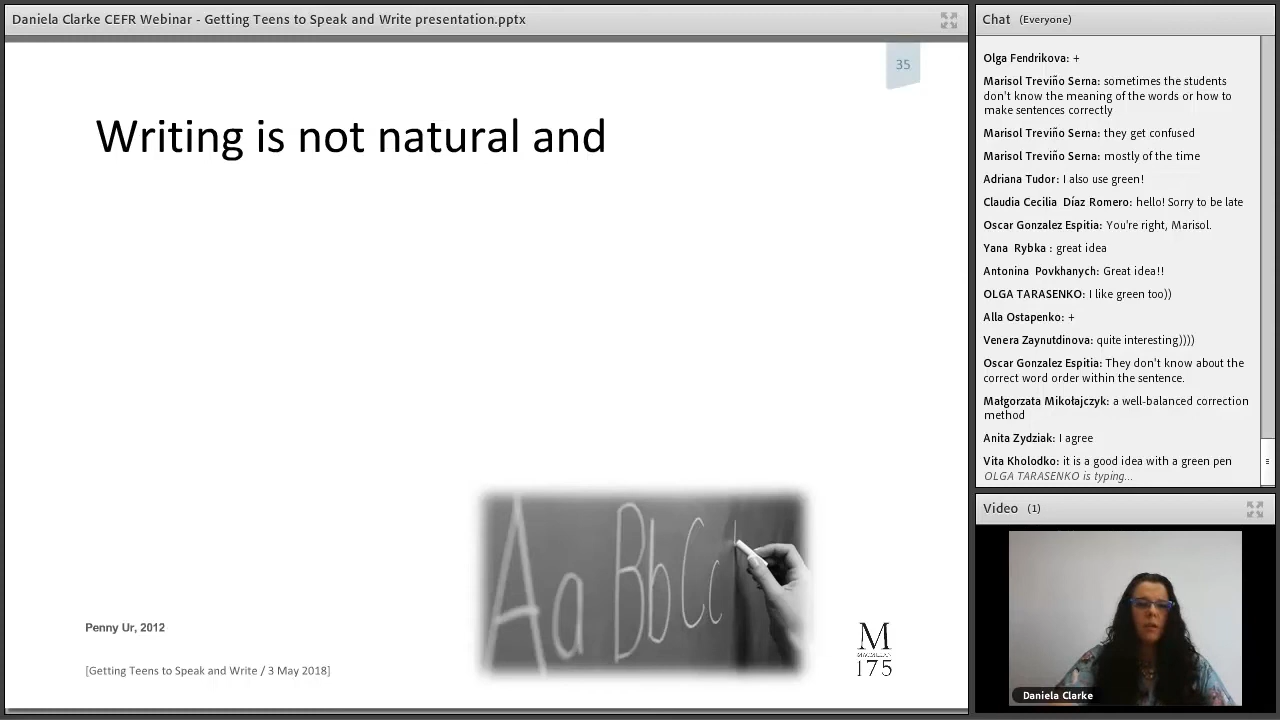 Daniela Clarke CEFR Webinar - Getting Teens to Speak and Write presentation.pptx
35
Writing is not natural and
Aa Bb Cc
Penny Ur, 2012
[Getting Teens to Speak and Write / 3 May 2018]
M
MACMILLAN
175
Chat (Everyone)
Olga Fendrikova: +
Marisol Treviño Serna: sometimes the students
don't know the meaning of the words or how to
make sentences correctly
Marisol Treviño Serna: they get confused
Marisol Treviño Serna: mostly of the time
Adriana Tudor: I also use green!
Claudia Cecilia Díaz Romero: hello! Sorry to be late
Oscar Gonzalez Espitia: You're right, Marisol.
Yana Rybka : great idea
Antonina Povkhanych: Great idea!!
OLGA TARASENKO: I like green too))
Alla Ostapenko: +
Venera Zaynutdinova: quite interesting))))
Oscar Gonzalez Espitia: They don't know about the
correct word order within the sentence.
Małgorzata Mikołajczyk: a well-balanced correction
method
Anita Zydziak: I agree
Vita Kholodko: it is a good idea with a green pen
OLGA TARASENKO is typing...
Video (1)
Daniela Clarke